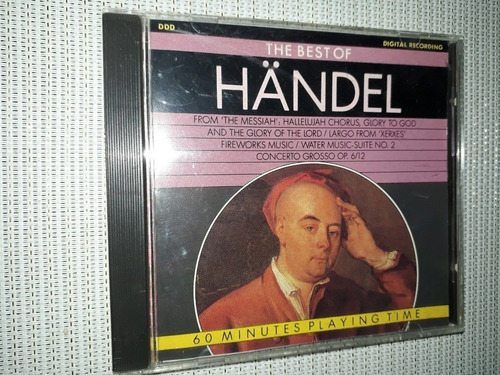 DDD
DIGITAL RECORDING
THE BEST OF
HÄNDEL
FROM 'THE MESSIAH': HALLELUJAH CHORUS, GLORY TO GOD
AND THE GLORY OF THE LORD / LARGO FROM 'XERXES'
FIREWORKS MUSIC / WATER MUSIC-SUITE NO. 2
CONCERTO GROSSO OP. 6/12
60 MINUTES PLAYING TIME